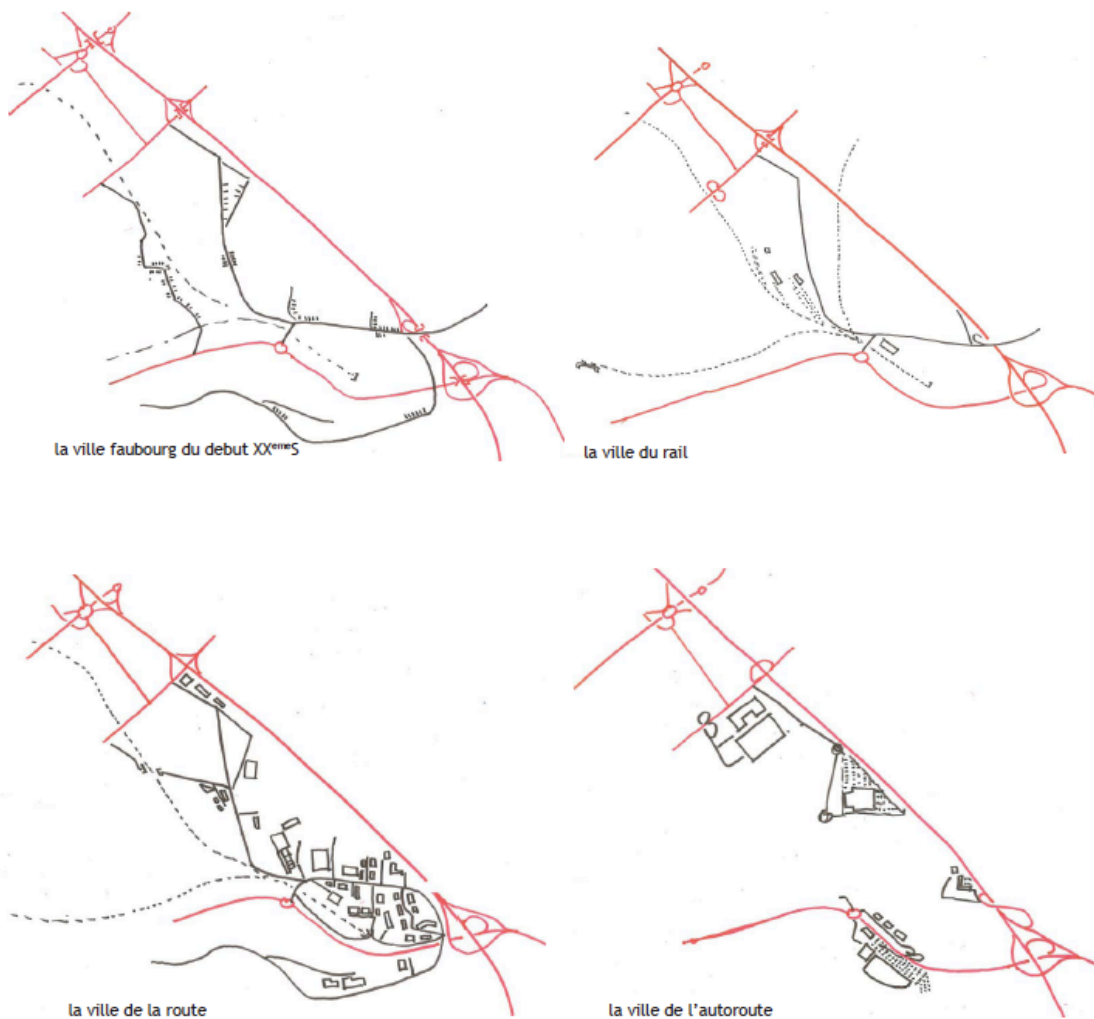 la ville faubourg du debut XXᵉᵐᵉS
la ville du rail
la ville de la route
la ville de l'autoroute